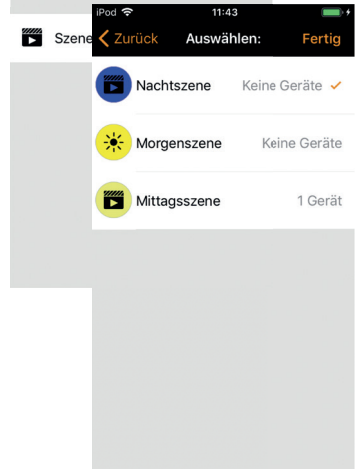 iPod 11:43
Szene
Zurück Auswählen: Fertig
Nachtszene Keine Geräte
Morgenszene Keine Geräte
Mittagsszene 1 Gerät